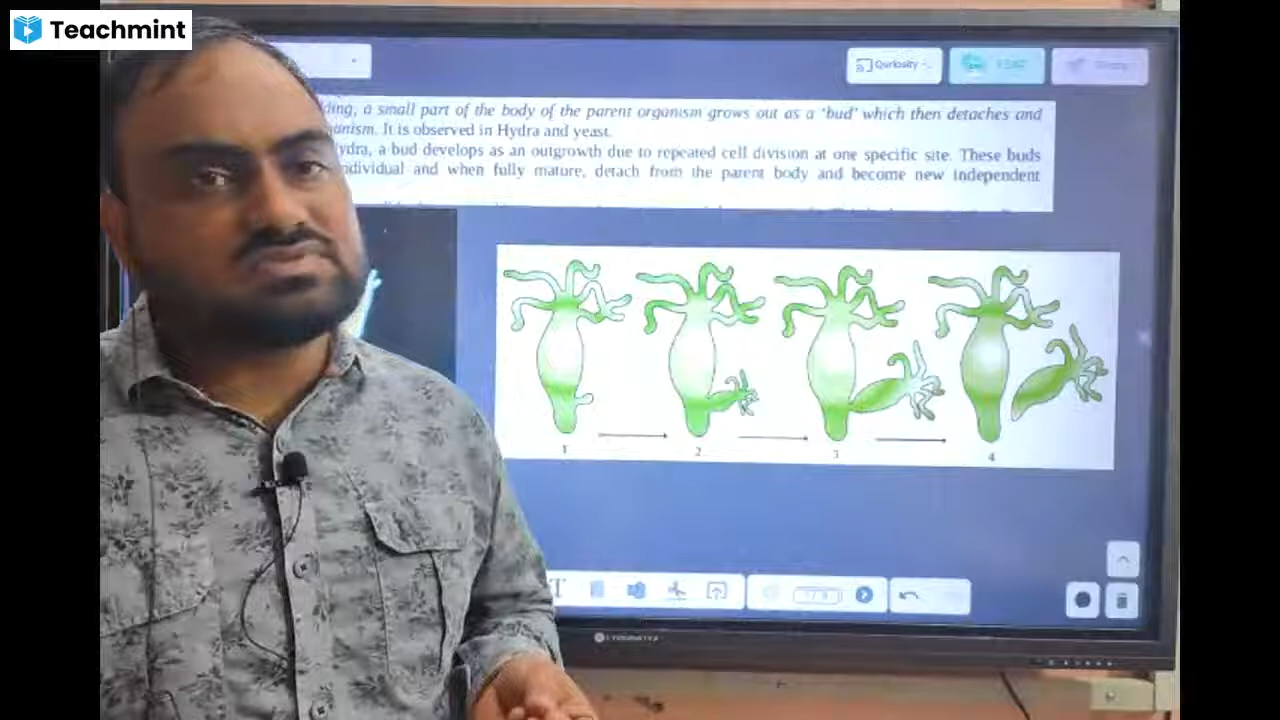 Teachmint
Quriosity -..
ding, a small part of the body of the parent organism grows out as a ‘bud’ which then detaches and
anism. It is observed in Hydra and yeast.
ydra, a bud develops as an outgrowth due to repeated cell division at one specific site. These buds
ndividual and when fully mature, detach from the parent body and become new independent
1
2
3
4
T